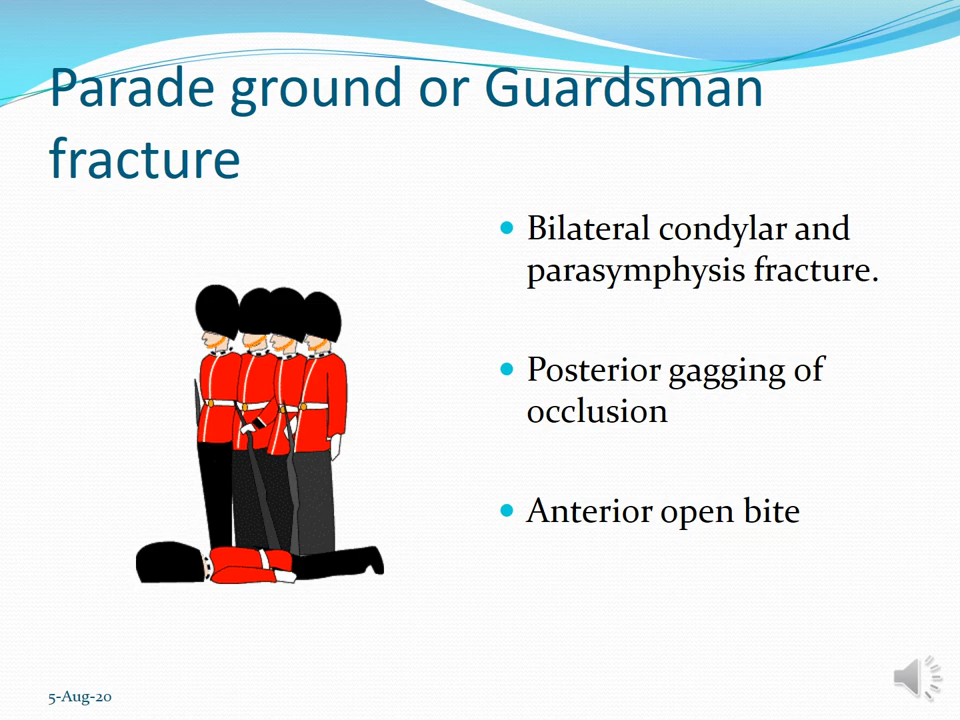 Parade ground or Guardsman
fracture
• Bilateral condylar and
parasymphysis fracture.
• Posterior gagging of
occlusion
• Anterior open bite
5-Aug-20